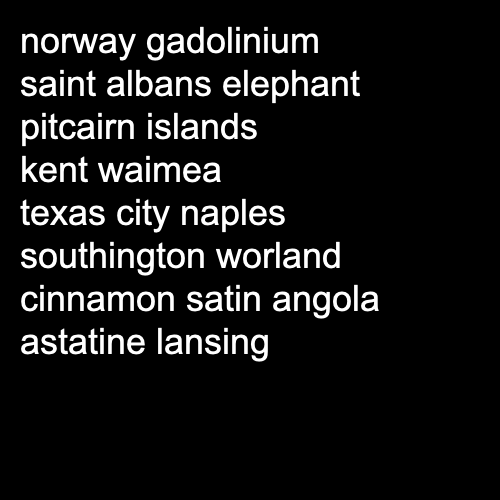 norway gadolinium
saint albans elephant
pitcairn islands
kent waimea
texas city naples
southington worland
cinnamon satin angola
astatine lansing